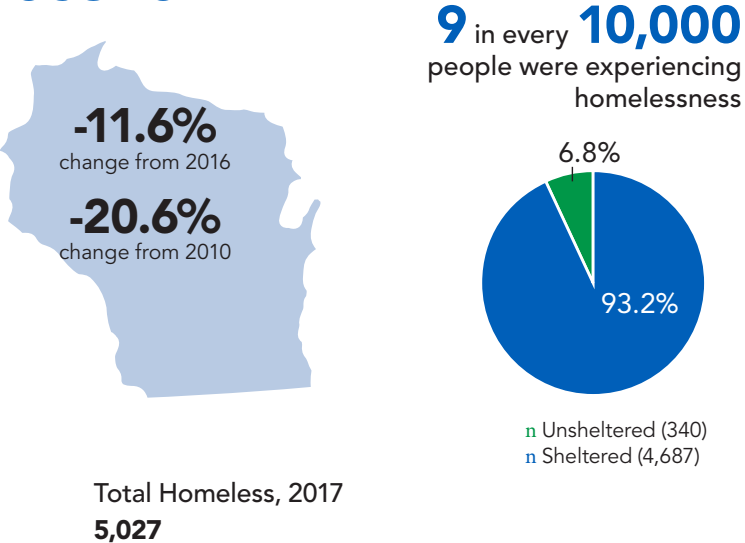 -11.6%
change from 2016
-20.6%
change from 2010
9 in every 10,000
people were experiencing
homelessness
6.8%
93.2%
n Unsheltered (340)
n Sheltered (4,687)
Total Homeless, 2017
5,027